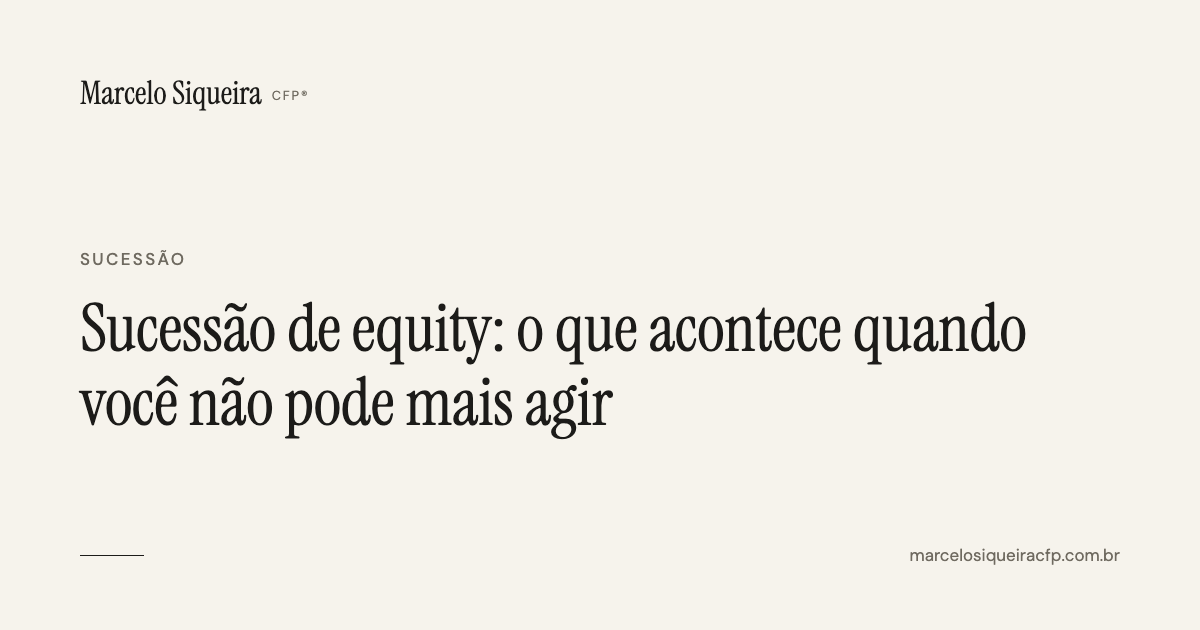 Marcelo Siqueira CFP®
SUCESSÃO
Sucessão de equity: o que acontece quando
você não pode mais agir
marcelosiqueiracfp.com.br